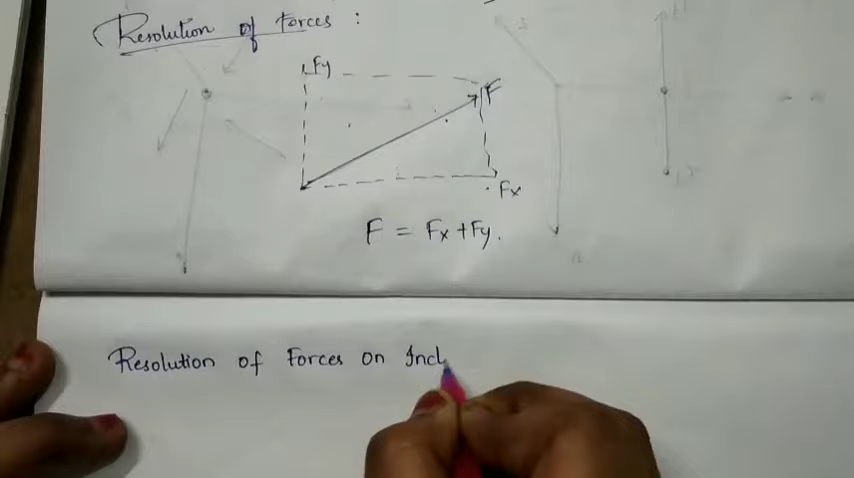 Resolution of Forces :
Fy
F
Fx
F = Fx + Fy.
Resolution of Forces on Incl